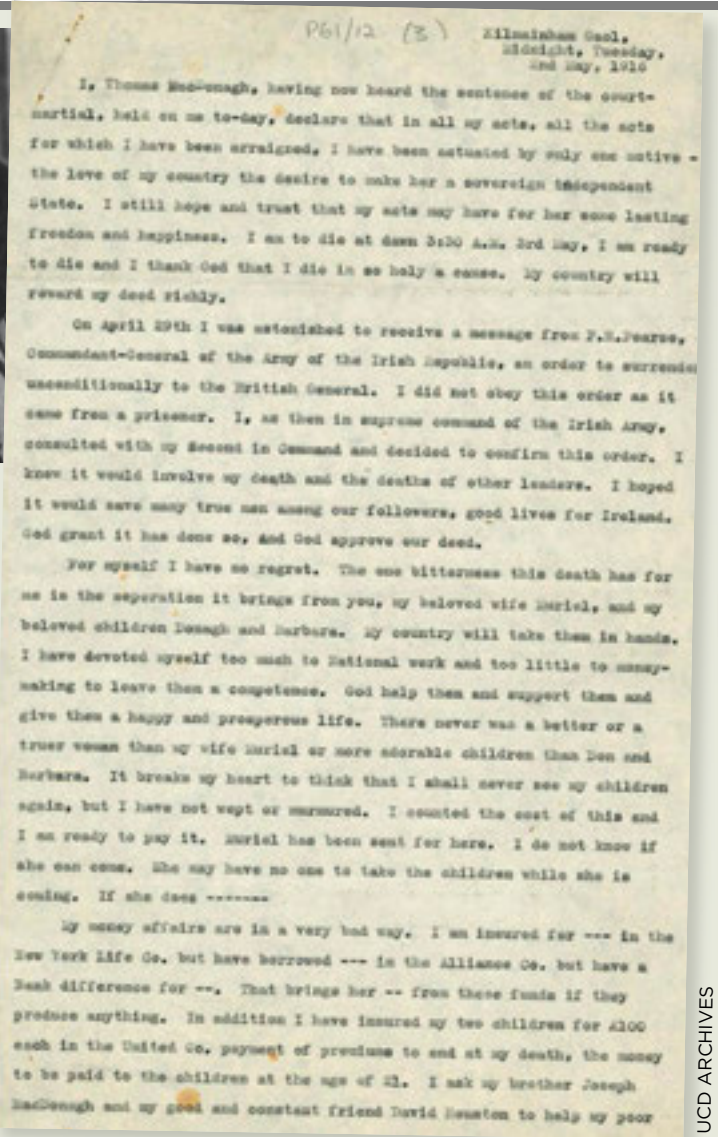 P61/12 (3)
Kilmainham Gaol,
Midnight, Tuesday,
2nd May, 1916
I, Thomas MacDonagh, having now heard the sentence of the court-
martial, held on me to-day, declare that in all my acts, all the acts
for which I have been arraigned, I have been actuated by only one motive -
the love of my country the desire to make her a sovereign independent
State. I still hope and trust that my acts may have for her some lasting
freedom and happiness. I am to die at dawn 3:30 A.M. 3rd May, I am ready
to die and I thank God that I die in so holy a cause. My country will
reward my deed richly.
On April 29th I was astonished to receive a message from P.H.Pearse,
Commandant-General of the Army of the Irish Republic, an order to surrender
unconditionally to the British General. I did not obey this order as it
came from a prisoner. I, as then in supreme command of the Irish Army,
consulted with my Second in Command and decided to confirm this order. I
knew it would involve my death and the deaths of other leaders. I hoped
it would save many true men among our followers, good lives for Ireland.
God grant it has done so, and God approve our deed.
For myself I have no regret. The one bitterness this death has for
me is the seperation it brings from you, my beloved wife Muriel, and my
beloved children Donagh and Barbara. My country will take them in hands.
I have devoted myself too much to National work and too little to money-
making to leave them a competence. God help them and support them and
give them a happy and prosperous life. There never was a better or a
truer woman than my wife Muriel or more adorable children than Don and
Barbara. It breaks my heart to think that I shall never see my children
again, but I have not wept or murmured. I counted the cost of this and
I am ready to pay it. Muriel has been sent for here. I do not know if
she can come. She may have no one to take the children while she is
coming. If she does -------
My money affairs are in a very bad way. I am insured for --- in the
New York Life Co. but have borrowed --- in the Alliance Co. but have a
Bank difference for --. That brings her -- from these funds if they
produce anything. In addition I have insured my two children for £100
each in the United Co. payment of premiums to end at my death, the money
to be paid to the children at the age of 21. I ask my brother Joseph
MacDonagh and my good and constant friend David Houston to help my poor
UCD ARCHIVES